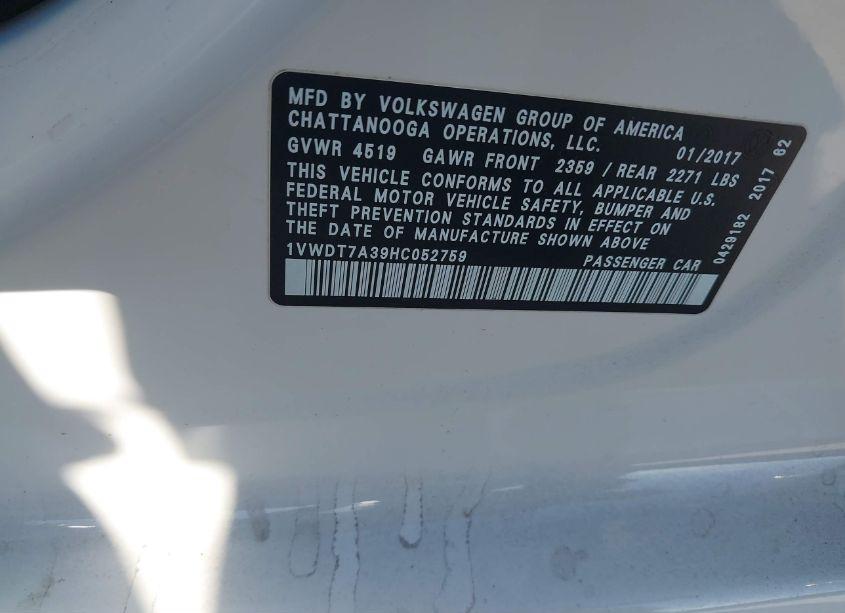 MFD BY VOLKSWAGEN GROUP OF AMERICA
CHATTANOOGA OPERATIONS, LLC. 01/2017
GVWR 4519 GAWR FRONT 2359 / REAR 2271 LBS
THIS VEHICLE CONFORMS TO ALL APPLICABLE U.S.
FEDERAL MOTOR VEHICLE SAFETY, BUMPER AND
THEFT PREVENTION STANDARDS IN EFFECT ON
THE DATE OF MANUFACTURE SHOWN ABOVE
1VWDT7A39HC052759 PASSENGER CAR
0429182 2017 62